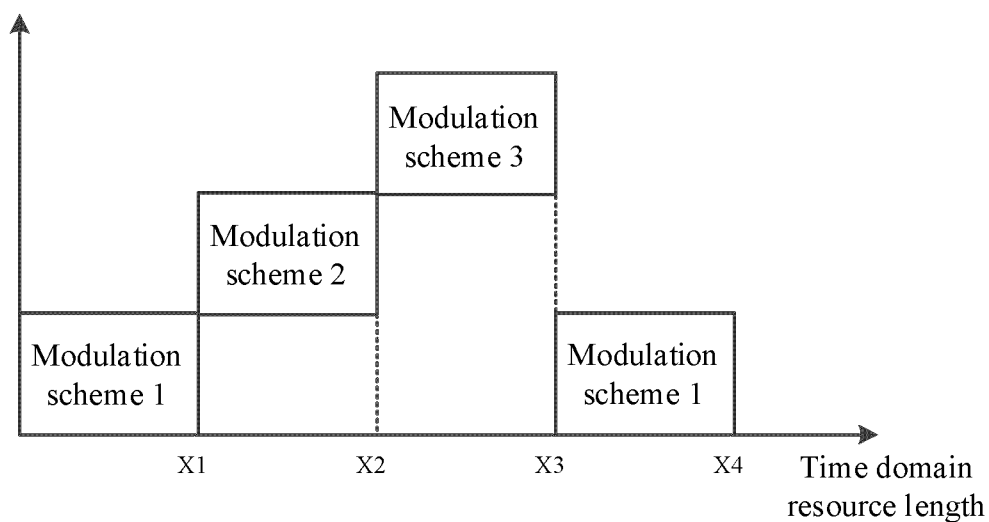 Modulation
scheme 3
Modulation
scheme 2
Modulation
scheme 1
Modulation
scheme 1
X1
X2
X3
X4
Time domain
resource length